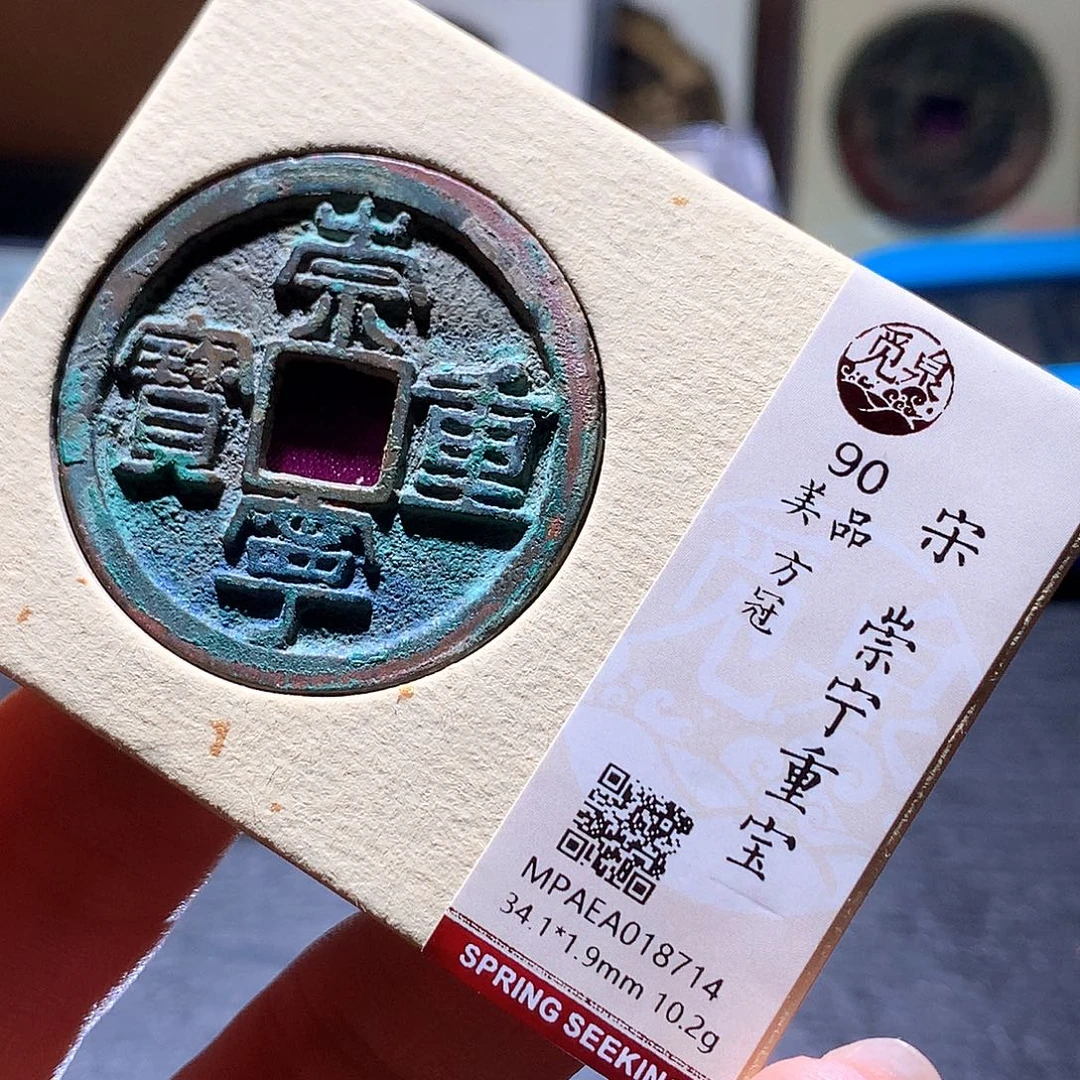 崇
寧
重
寶
觅泉
90
美品
方冠
宋
崇宁重宝
MPAEA018714
34.1*1.9mm 10.2g
SPRING SEEKIN